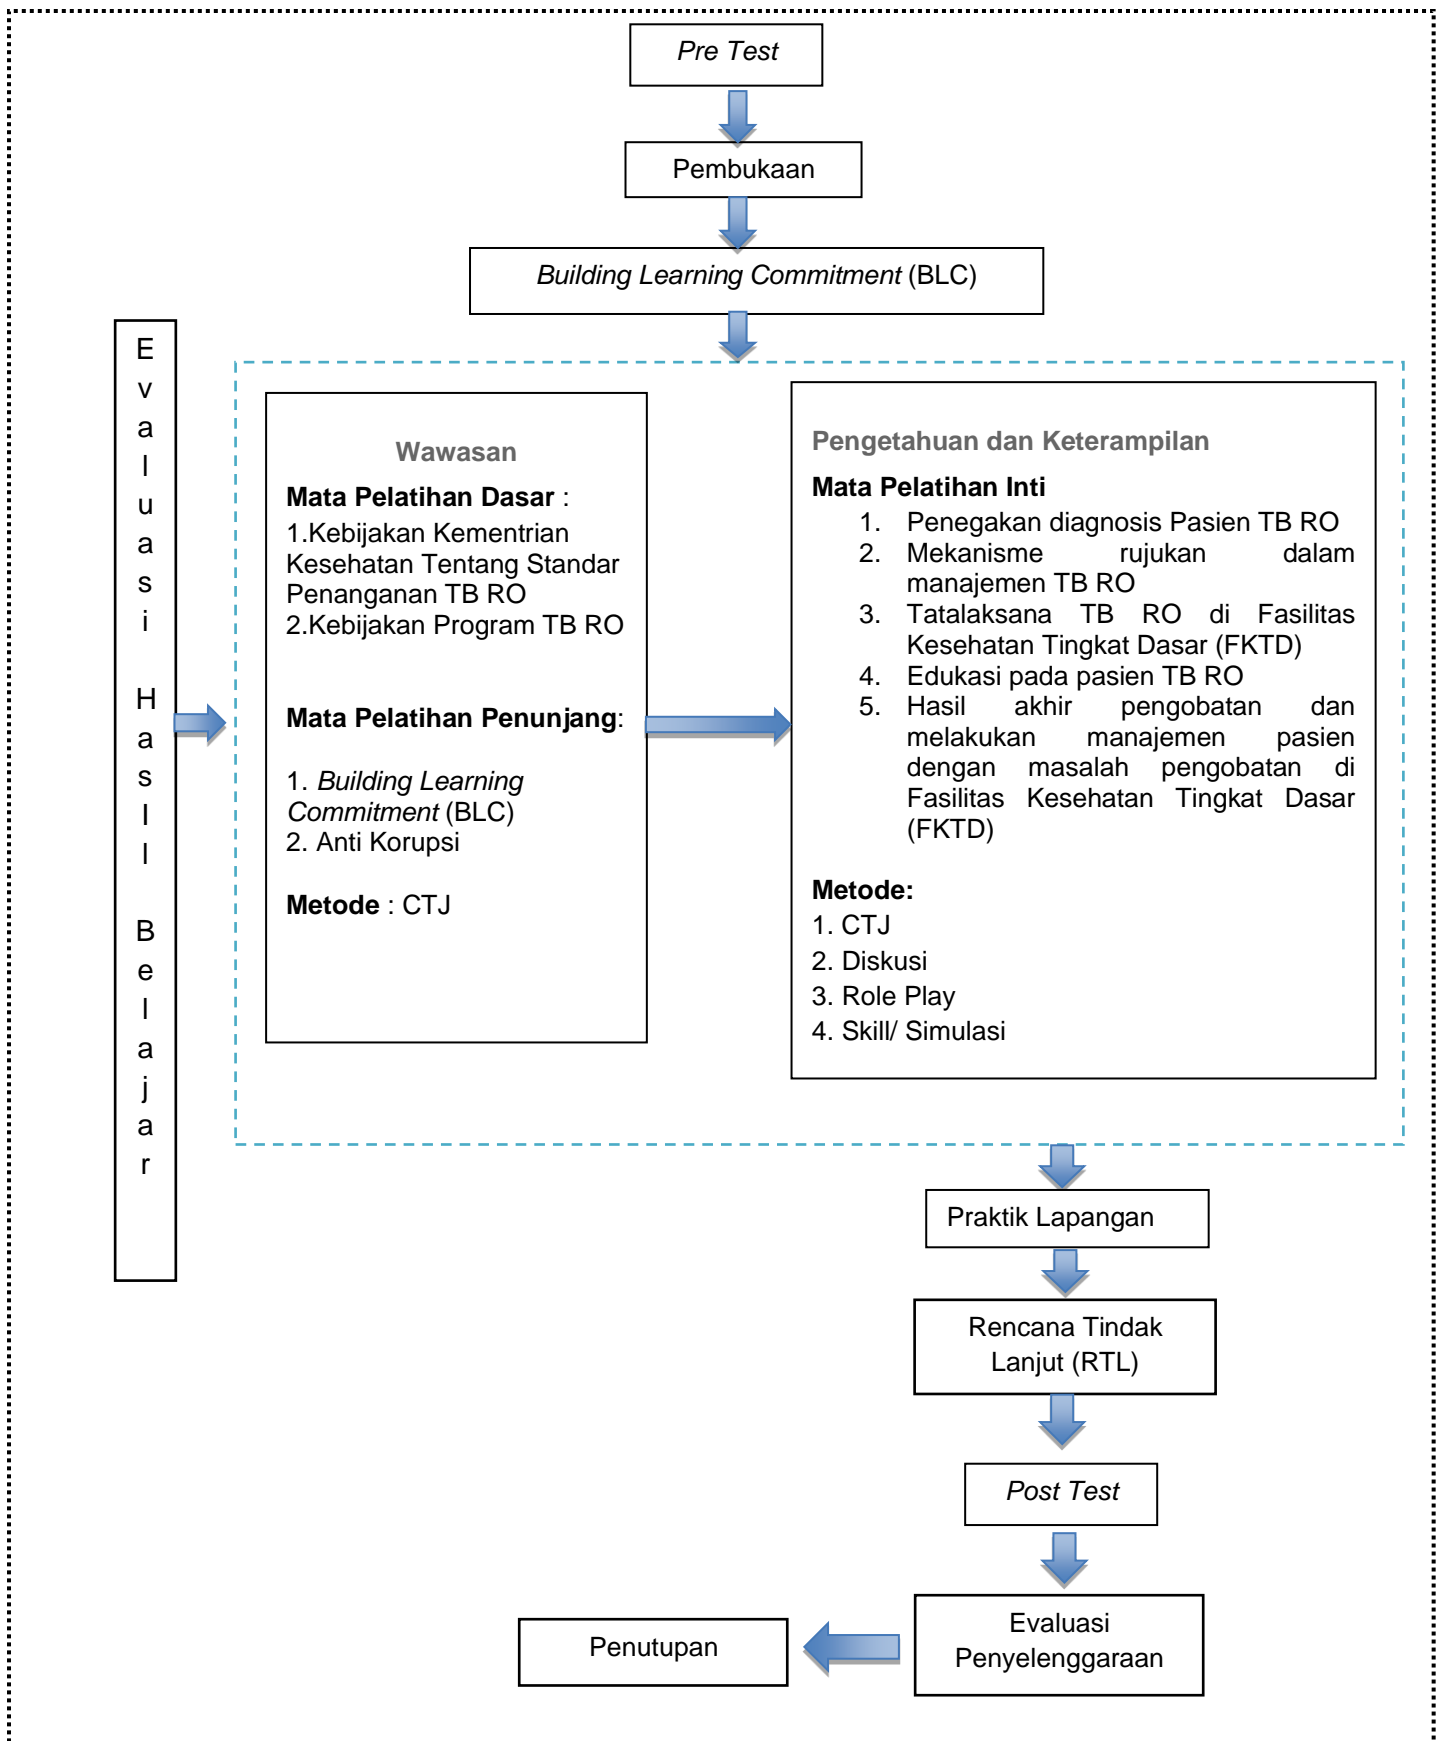 Pre Test
Pembukaan
Building Learning Commitment (BLC)
E
v
a
l
u
a
s
i
H
a
s
I
l
B
e
l
a
j
a
r
Wawasan
Mata Pelatihan Dasar :
1.Kebijakan Kementrian
Kesehatan Tentang Standar
Penanganan TB RO
2.Kebijakan Program TB RO
Mata Pelatihan Penunjang:
1. Building Learning
Commitment (BLC)
2. Anti Korupsi
Metode : CTJ
Pengetahuan dan Keterampilan
Mata Pelatihan Inti
1. Penegakan diagnosis Pasien TB RO
2. Mekanisme rujukan dalam
manajemen TB RO
3. Tatalaksana TB RO di Fasilitas
Kesehatan Tingkat Dasar (FKTD)
4. Edukasi pada pasien TB RO
5. Hasil akhir pengobatan dan
melakukan manajemen pasien
dengan masalah pengobatan di
Fasilitas Kesehatan Tingkat Dasar
(FKTD)
Metode:
1. CTJ
2. Diskusi
3. Role Play
4. Skill/ Simulasi
Praktik Lapangan
Rencana Tindak
Lanjut (RTL)
Post Test
Evaluasi
Penyelenggaraan
Penutupan